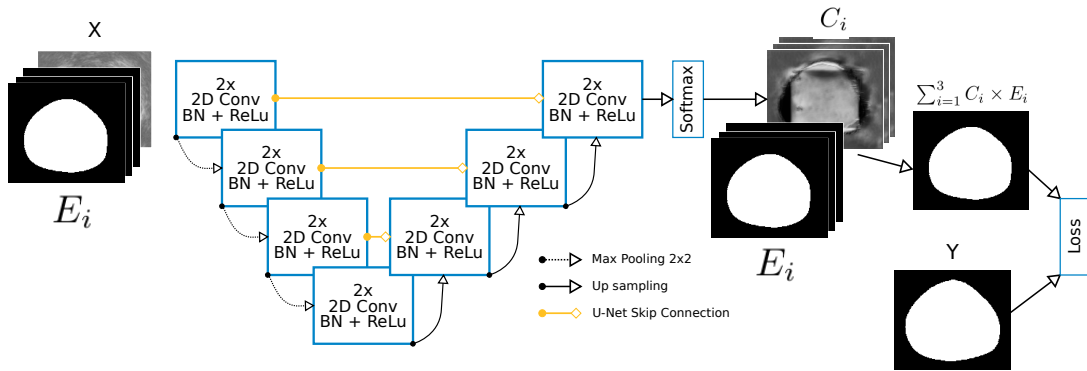 X
E_i
2x
2D Conv
BN + ReLu
2x
2D Conv
BN + ReLu
2x
2D Conv
BN + ReLu
2x
2D Conv
BN + ReLu
2x
2D Conv
BN + ReLu
2x
2D Conv
BN + ReLu
2x
2D Conv
BN + ReLu
Max Pooling 2x2
Up sampling
U-Net Skip Connection
Softmax
C_i
E_i
\sum_{i=1}^{3} C_i × E_i
Y
Loss